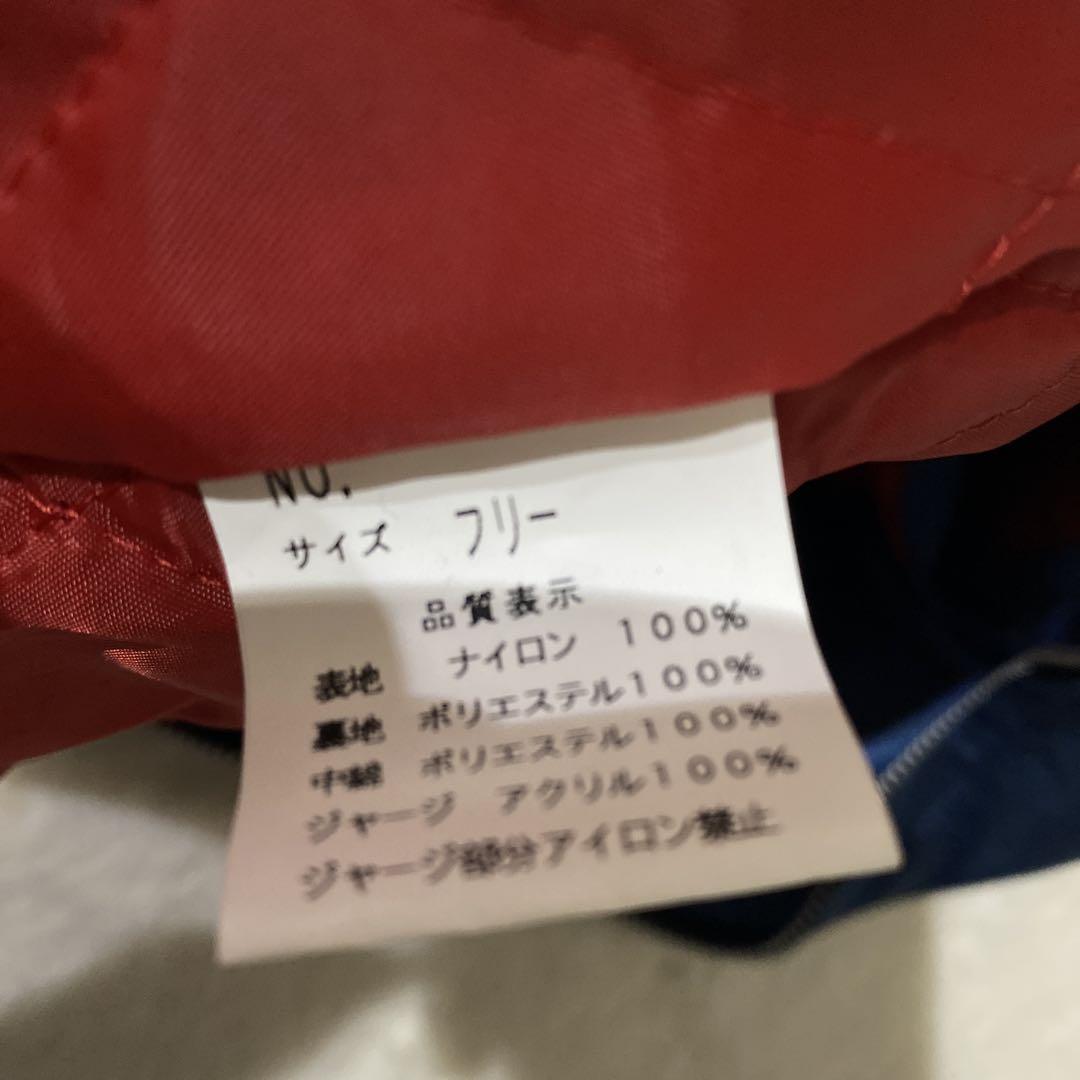 NO.
サイズ フリー
品質表示
表地 ナイロン 100%
裏地 ポリエステル100%
中綿 ポリエステル100%
ジャージ アクリル100%
ジャージ部分アイロン禁止